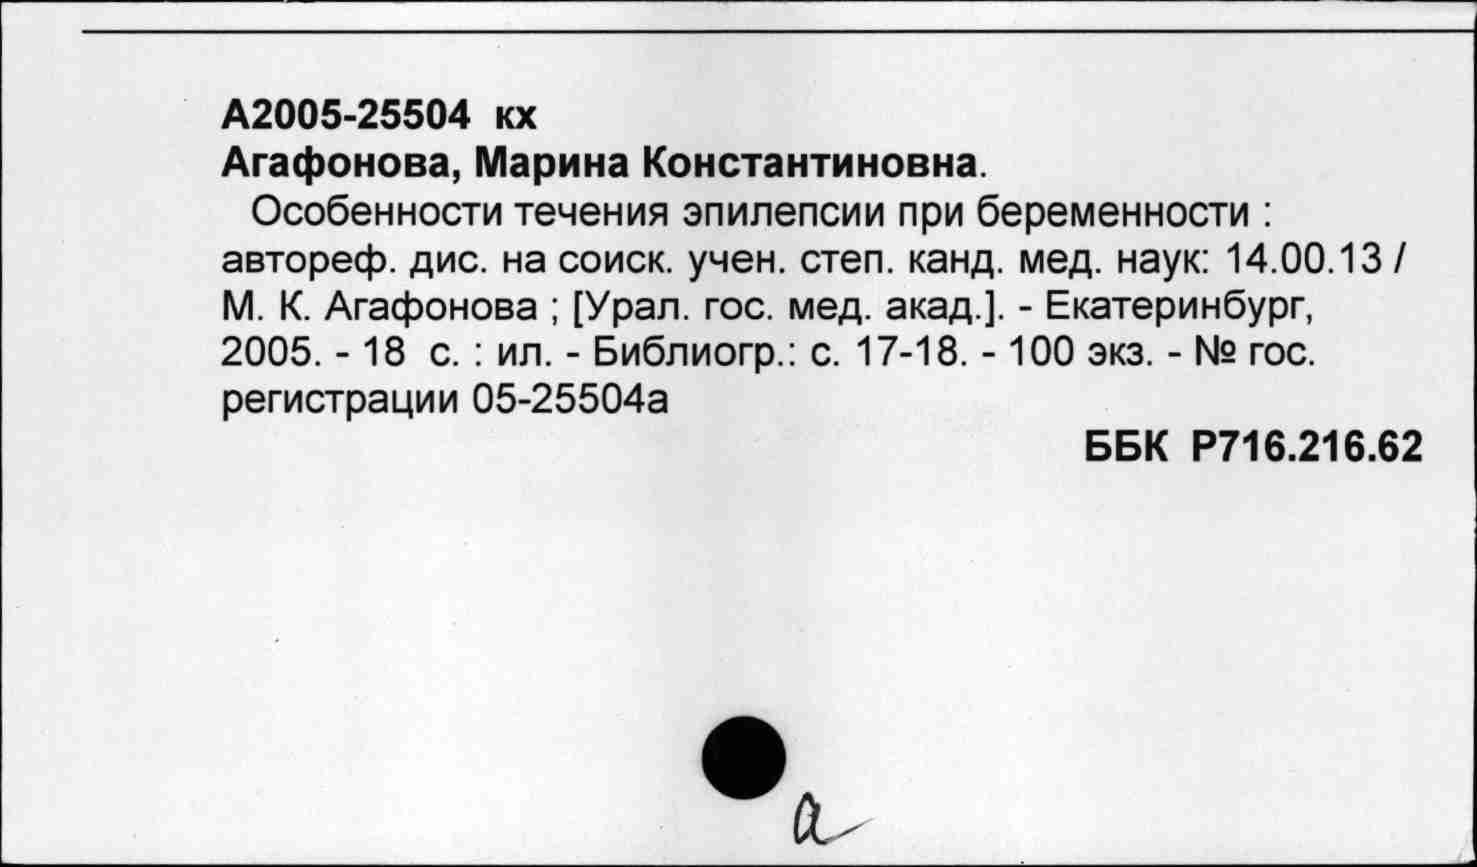 А2005-25504 кх
Агафонова, Марина Константиновна.
Особенности течения эпилепсии при беременности :
автореф. дис. на соиск. учен. степ. канд. мед. наук: 14.00.13 /
М. К. Агафонова ; [Урал. гос. мед. акад.]. - Екатеринбург,
2005. - 18 с. : ил. - Библиогр.: с. 17-18. - 100 экз. - № гос.
регистрации 05-25504а
ББК Р716.216.62
а